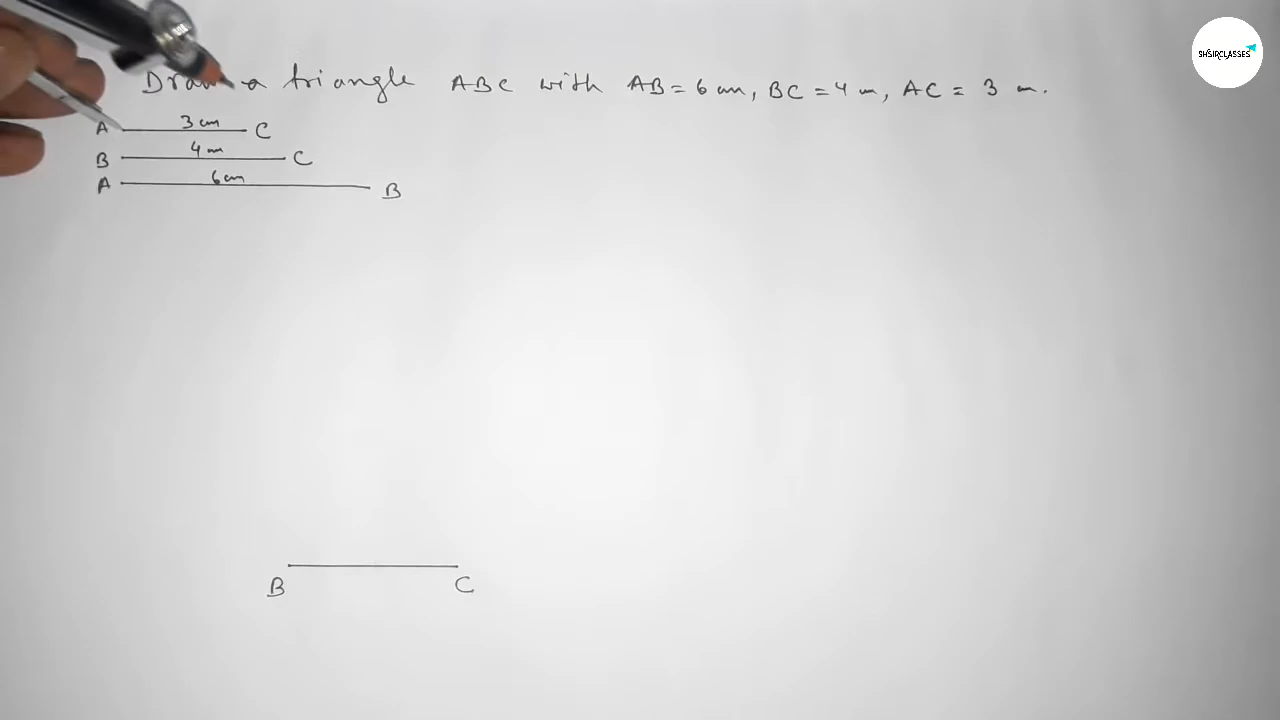 Draw a triangle ABC with AB = 6 cm, BC = 4 cm, AC = 3 cm.
A 3 cm C
B 4 cm C
A 6 cm B
B C
SHSIRCLASSES